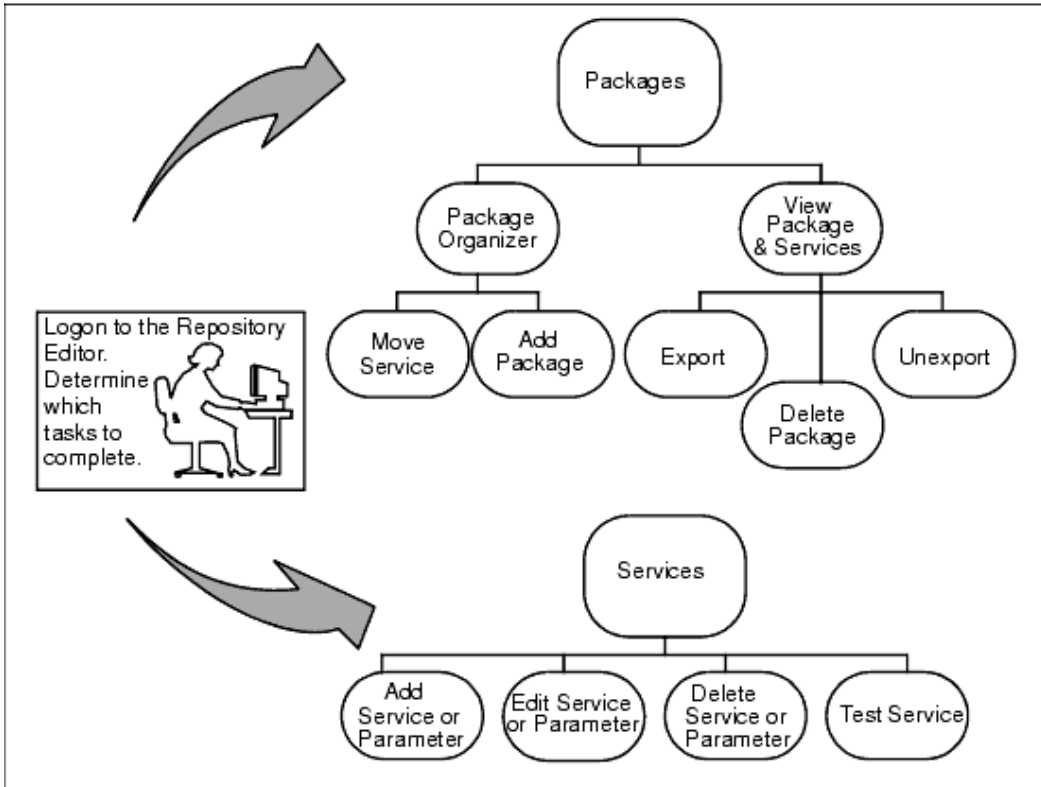 Packages
Package
Organizer
View
Package
& Services
Move
Service
Add
Package
Export
Delete
Package
Unexport
Logon to the Repository
Editor.
Determine
which
tasks to
complete.
Services
Add
Service or
Parameter
Edit Service
or Parameter
Delete
Service or
Parameter
Test Service